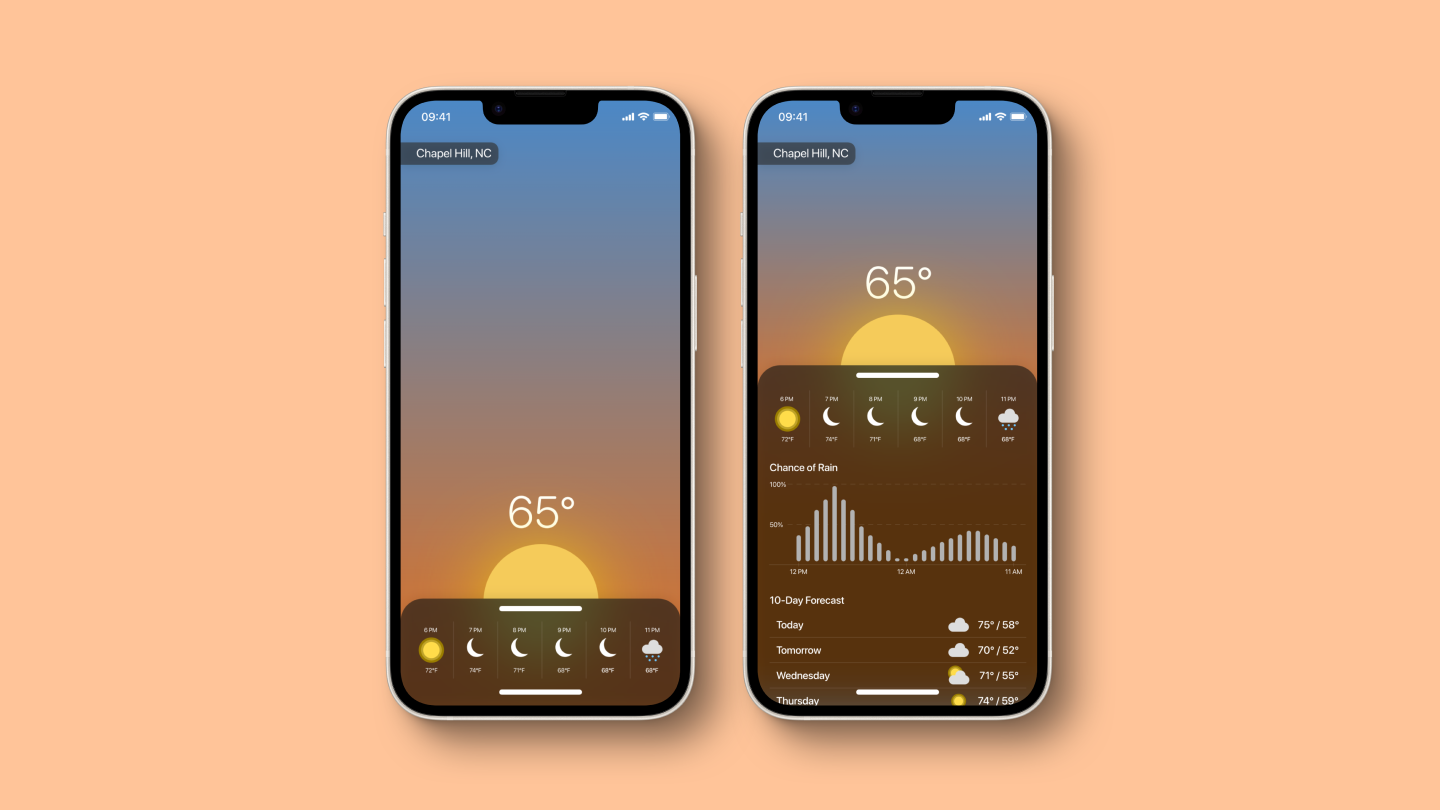 09:41
Chapel Hill, NC
65°
6 PM 7 PM 8 PM 9 PM 10 PM 11 PM
72°F 74°F 71°F 68°F 68°F 68°F
09:41
Chapel Hill, NC
65°
6 PM 7 PM 8 PM 9 PM 10 PM 11 PM
72°F 74°F 71°F 68°F 68°F 68°F
Chance of Rain
100%
50%
12 PM 12 AM 11 AM
10-Day Forecast
Today 75° / 58°
Tomorrow 70° / 52°
Wednesday 71° / 55°
Thursday 74° / 59°